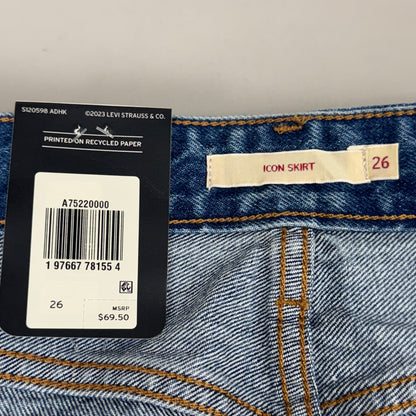 S120598 ADHK
©2023 LEVI STRAUSS & CO.
PRINTED ON RECYCLED PAPER
A75220000
1 97667 78155 4
26
MSRP
$69.50
ICON SKIRT
26